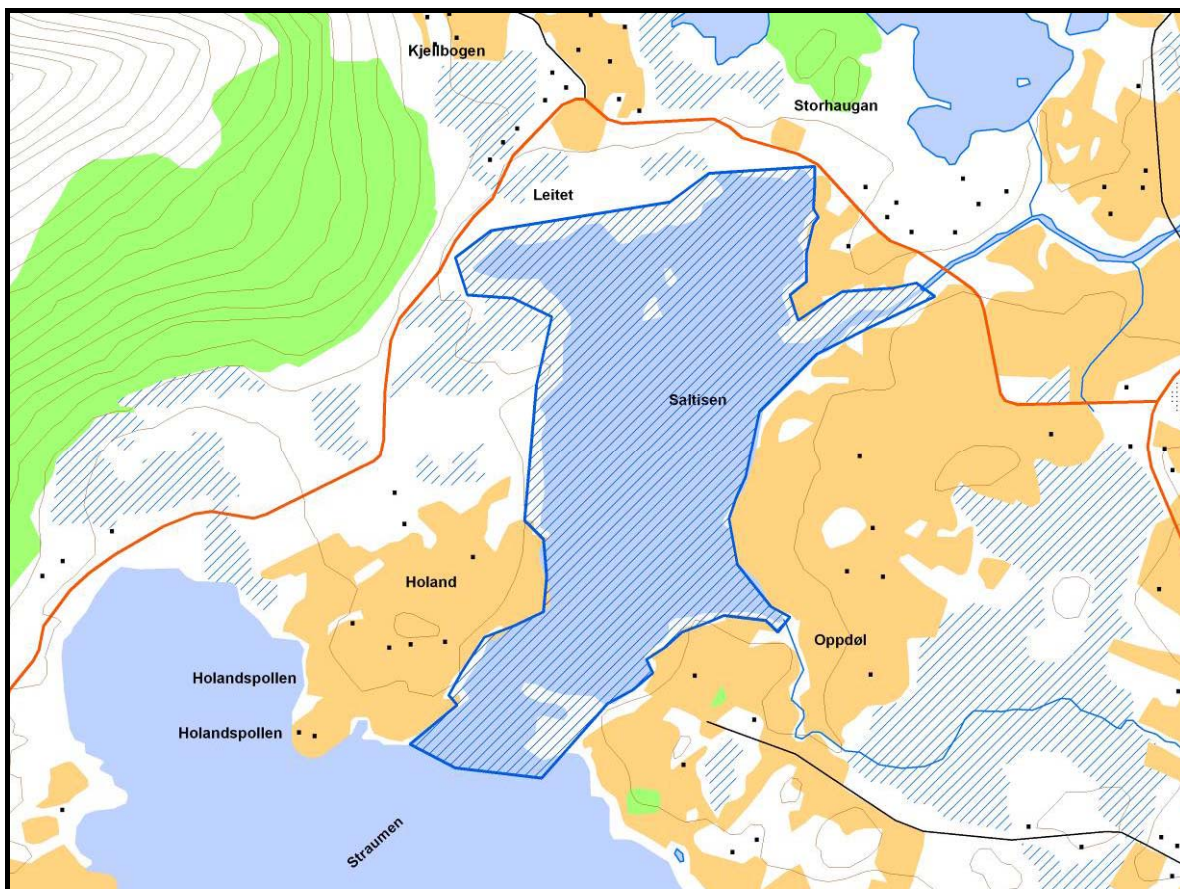 Kjellbogen
Storhaugan
Leitet
Saltisen
Holand
Oppdøl
Holandspollen
Holandspollen
Straumen